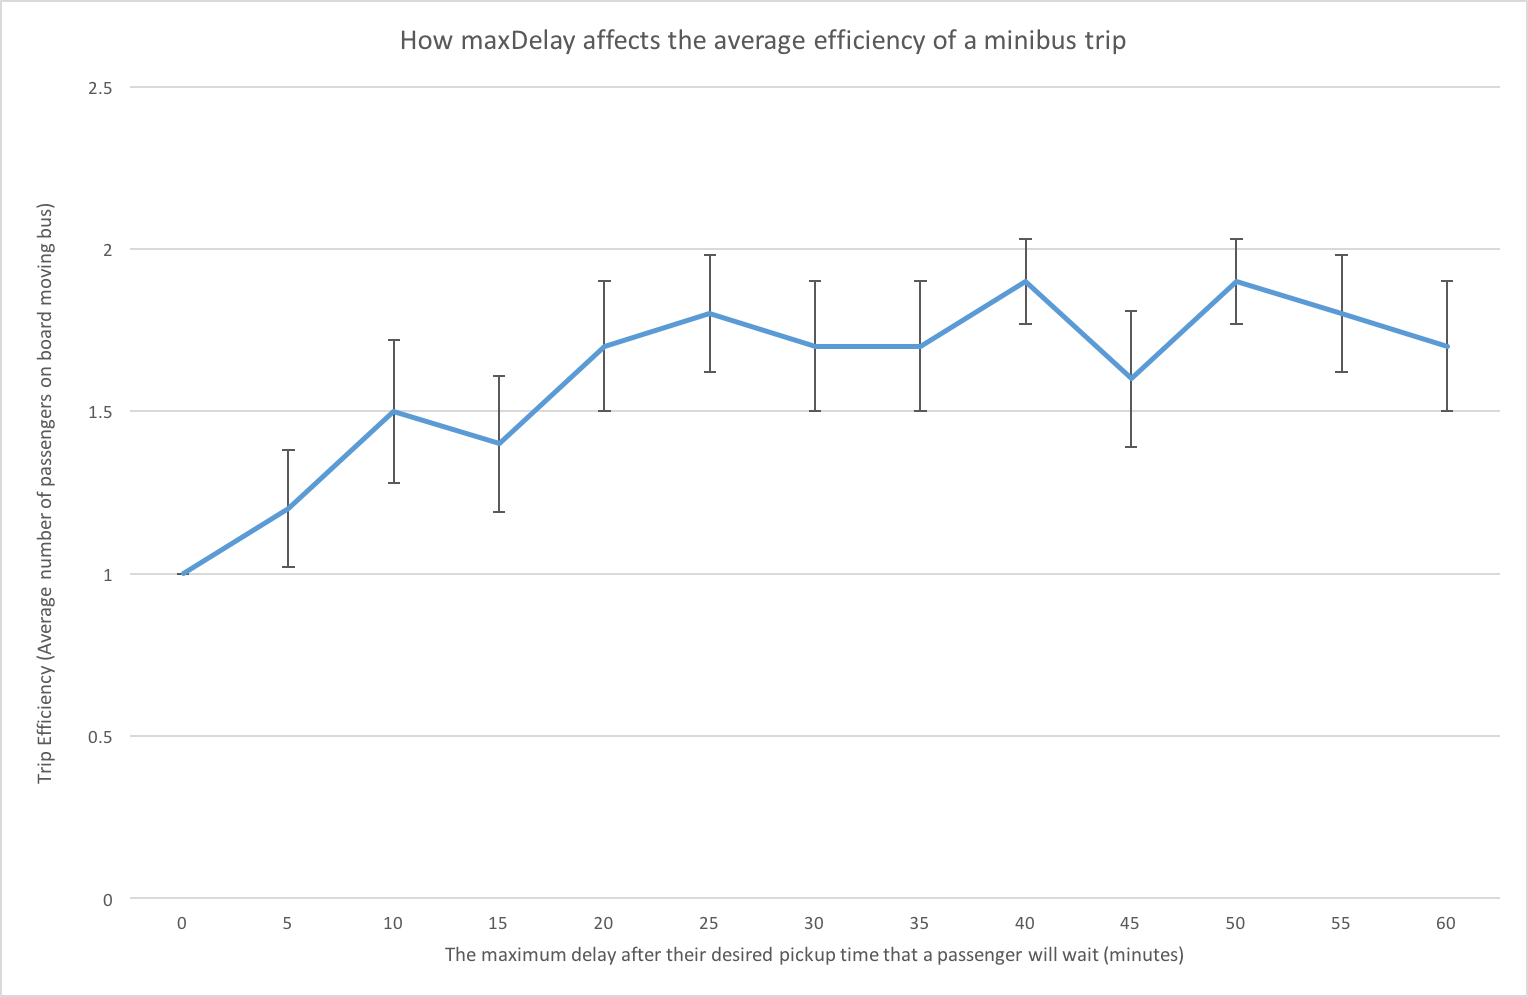 How maxDelay affects the average efficiency of a minibus trip
Trip Efficiency (Average number of passengers on board moving bus)
2.5
2
1.5
1
0.5
0
0 5 10 15 20 25 30 35 40 45 50 55 60
The maximum delay after their desired pickup time that a passenger will wait (minutes)